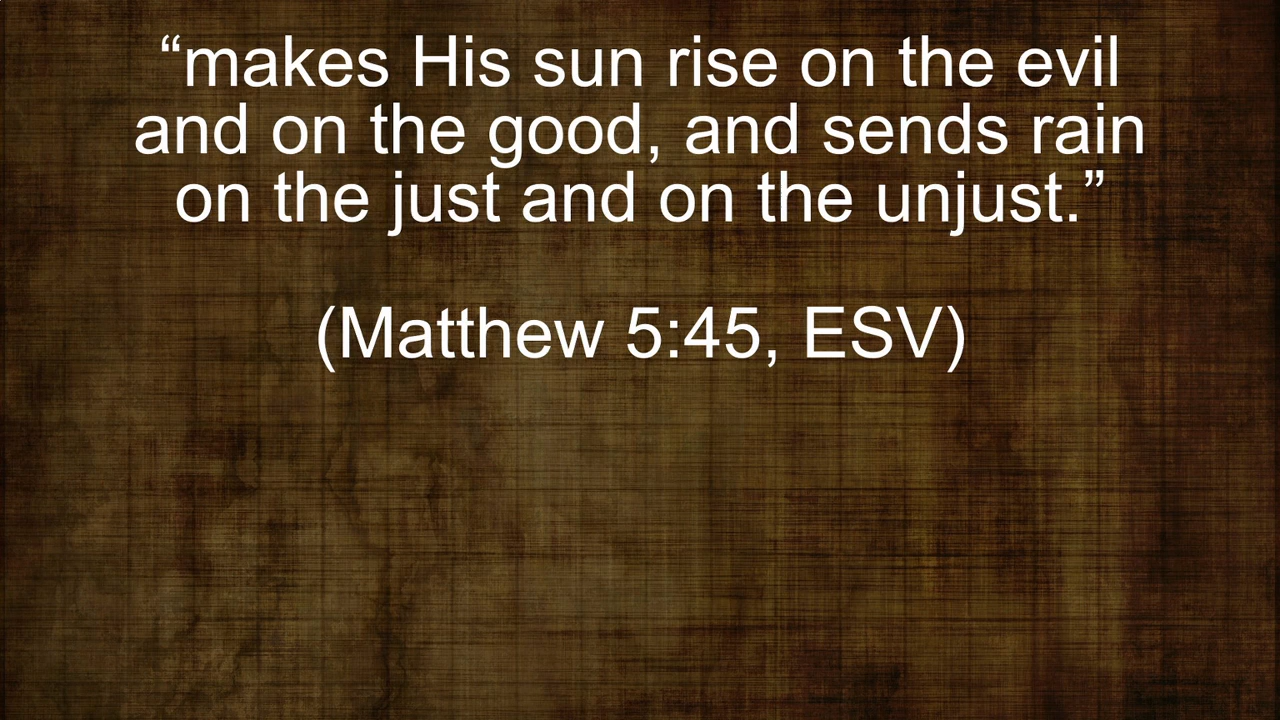 “makes His sun rise on the evil
and on the good, and sends rain
on the just and on the unjust.”
(Matthew 5:45, ESV)